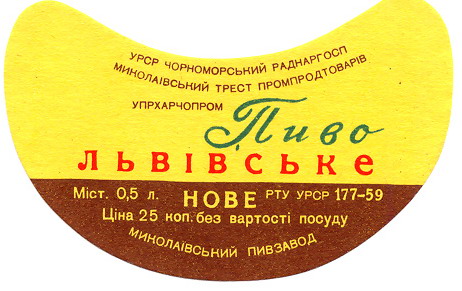 УРСР ЧОРНОМОРСЬКИЙ РАДНАРГОСП
МИКОЛАЇВСЬКИЙ ТРЕСТ ПРОМПРОДТОВАРІВ
УПРХАРЧОПРОМ
Пиво
ЛЬВІВСЬКЕ
Міст. 0,5 л. НОВЕ РТУ УРСР 177-59
Ціна 25 коп. без вартості посуду
МИКОЛАЇВСЬКИЙ ПИВЗАВОД